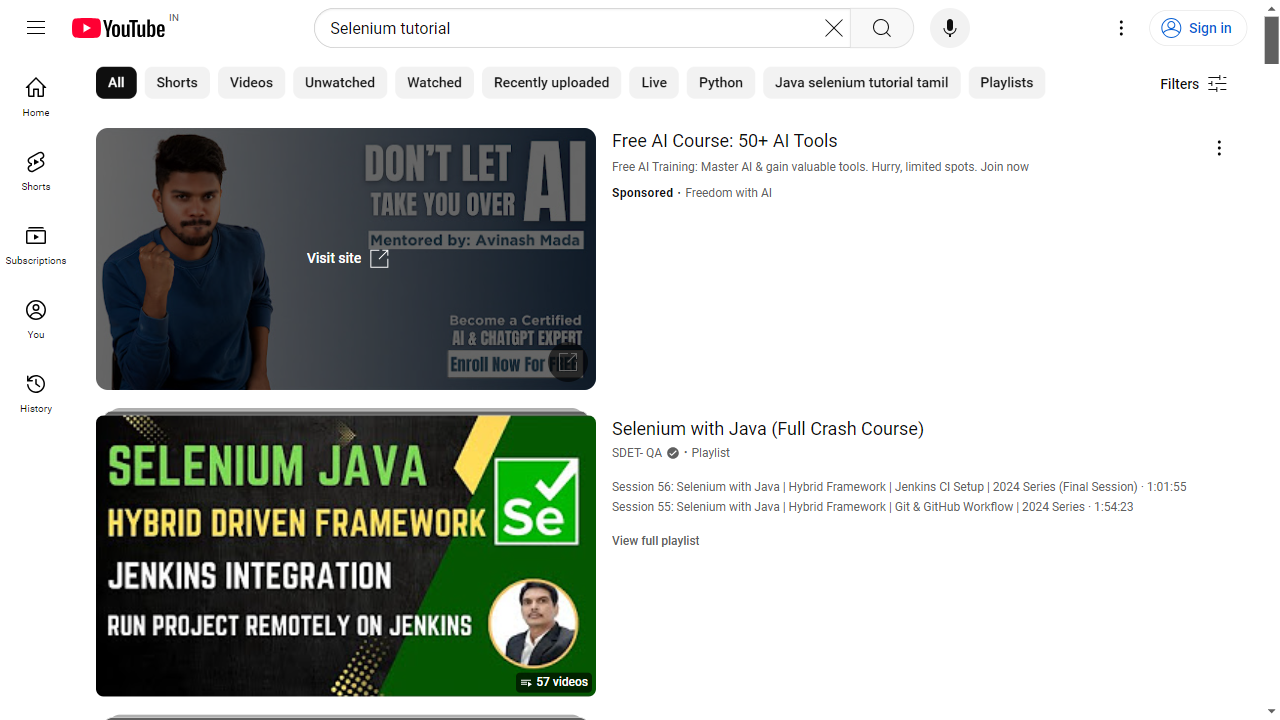 YouTube IN
Selenium tutorial
Sign in
All Shorts Videos Unwatched Watched Recently uploaded Live Python Java selenium tutorial tamil Playlists Filters
Home
Shorts
Subscriptions
You
History
DON'T LET
TAKE YOU OVER AI
Mentored by: Avinash Mada
Visit site
Become a Certified
AI & CHATGPT EXPERT
Enroll Now For
Free AI Course: 50+ AI Tools
Free AI Training: Master AI & gain valuable tools. Hurry, limited spots. Join now
Sponsored · Freedom with AI
SELENIUM JAVA
HYBRID DRIVEN FRAMEWORK
Se
JENKINS INTEGRATION
RUN PROJECT REMOTELY ON JENKINS
57 videos
Selenium with Java (Full Crash Course)
SDET- QA · Playlist
Session 56: Selenium with Java | Hybrid Framework | Jenkins CI Setup | 2024 Series (Final Session) · 1:01:55
Session 55: Selenium with Java | Hybrid Framework | Git & GitHub Workflow | 2024 Series · 1:54:23
View full playlist